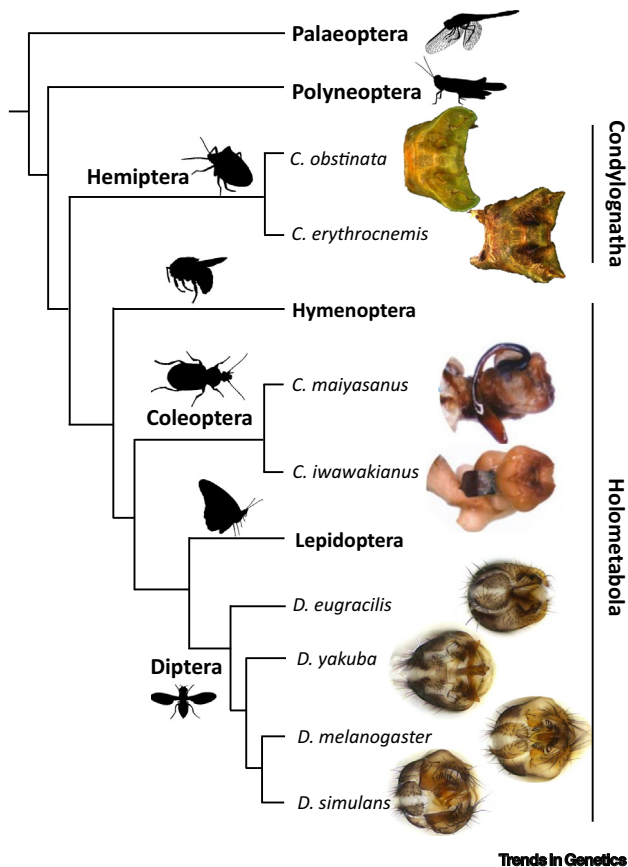 Palaeoptera
Polyneoptera
Hemiptera
C. obstinata
C. erythrocnemis
Condylognatha
Hymenoptera
Coleoptera
C. maiyasanus
C. iwawakianus
Lepidoptera
Holometabola
Diptera
D. eugracilis
D. yakuba
D. melanogaster
D. simulans
Trends in Genetics